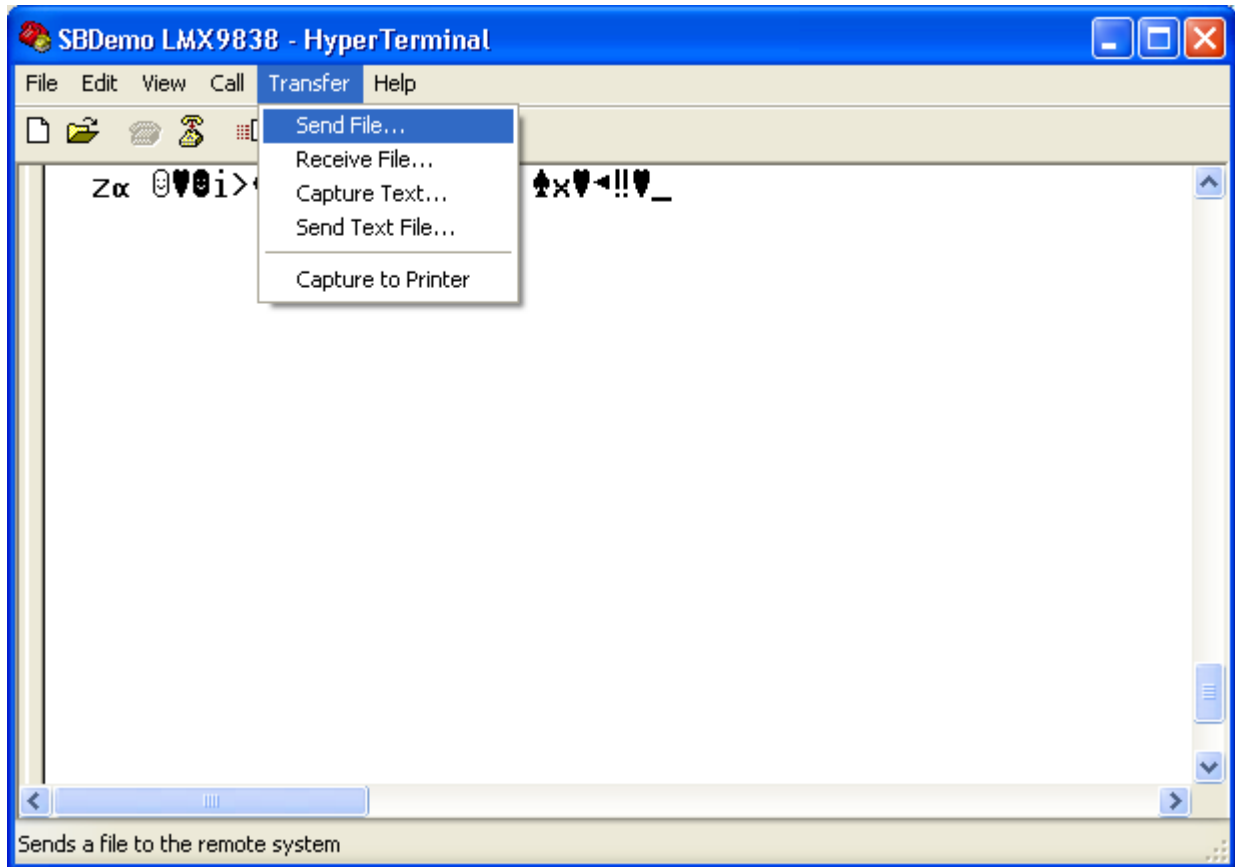 SBDemo LMX9838 - HyperTerminal
File Edit View Call Transfer Help
zα ☺♥☻i> ♠x♥◄‼♥_
Send File...
Receive File...
Capture Text...
Send Text File...
Capture to Printer
Sends a file to the remote system